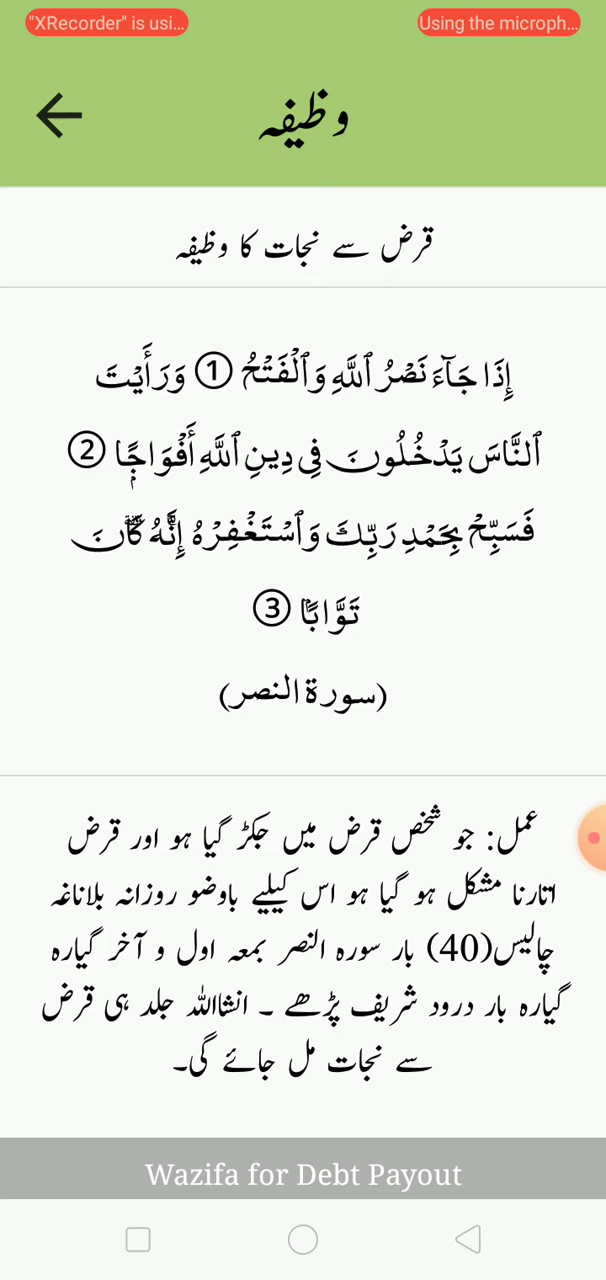 "XRecorder" is usi...
Using the microph...
وظیفہ
قرض سے نجات کا وظیفہ
إِذَا جَآءَ نَصْرُ ٱللَّهِ وَٱلْفَتْحُ ① وَرَأَيْتَ
ٱلنَّاسَ يَدْخُلُونَ فِى دِينِ ٱللَّهِ أَفْوَاجًۭا ②
فَسَبِّحْ بِحَمْدِ رَبِّكَ وَٱسْتَغْفِرْهُ إِنَّهُۥ كَانَ
تَوَّابًۢا ③
(سورة النصر)
عمل: جو شخص قرض میں جکڑ گیا ہو اور قرض
اتارنا مشکل ہو گیا ہو اس کیلیے باوضو روزانہ بلاناغہ
چالیس(40) بار سورہ النصر بمعہ اول و آخر گیارہ
گیارہ بار درود شریف پڑھے ۔ انشااللہ جلد ہی قرض
سے نجات مل جائے گی۔
Wazifa for Debt Payout